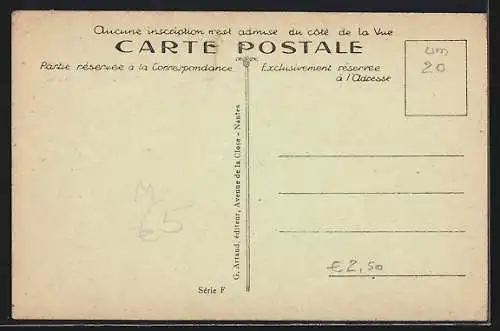 Aucune inscription n'est admise du côté de la Vue
CARTE POSTALE
Partie réservée à la Correspondance
Exclusivement réservée
à l'Adresse
20
G. Artaud, éditeur, Avenue de la Close - Nantes
M
€5
€2,50
Série F